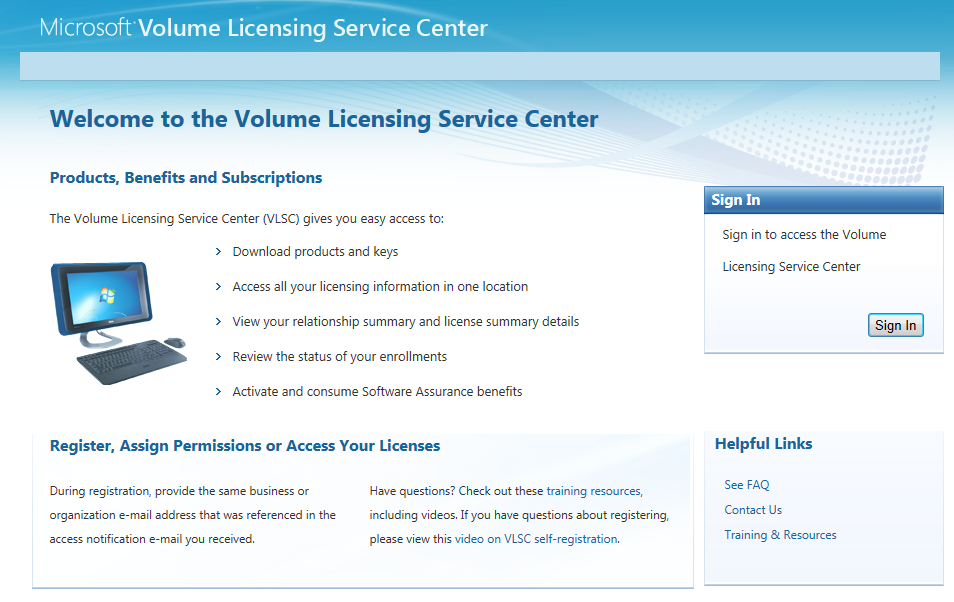 Microsoft® Volume Licensing Service Center
Welcome to the Volume Licensing Service Center
Products, Benefits and Subscriptions
The Volume Licensing Service Center (VLSC) gives you easy access to:
Download products and keys
Access all your licensing information in one location
View your relationship summary and license summary details
Review the status of your enrollments
Activate and consume Software Assurance benefits
Sign In
Sign in to access the Volume
Licensing Service Center
Sign In
Register, Assign Permissions or Access Your Licenses
During registration, provide the same business or
organization e-mail address that was referenced in the
access notification e-mail you received.
Have questions? Check out these training resources,
including videos. If you have questions about registering,
please view this video on VLSC self-registration.
Helpful Links
See FAQ
Contact Us
Training & Resources